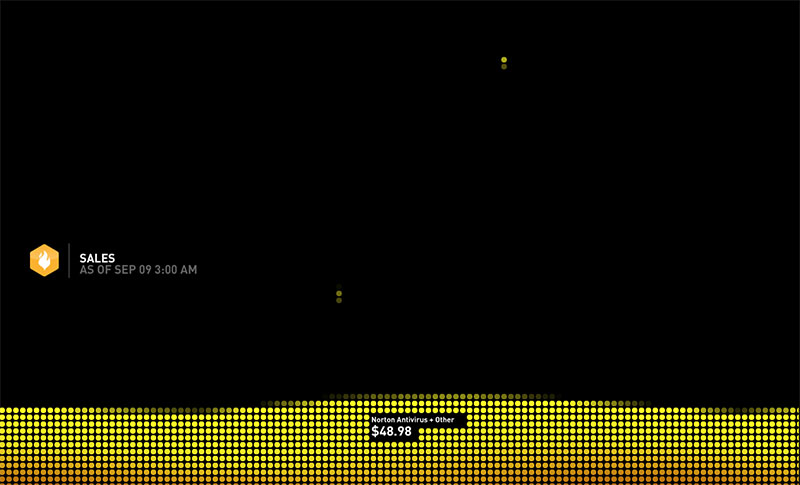 SALES
AS OF SEP 09 3:00 AM
Norton Antivirus + Other
$48.98